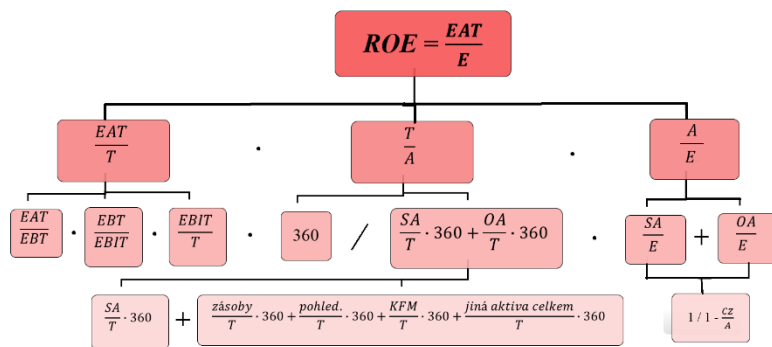 ROE = EAT/E
EAT/T · T/A · A/E
EAT/EBT · EBT/EBIT · EBIT/T · 360 / SA/T · 360 + OA/T · 360 · SA/E + OA/E
SA/T · 360 + zásoby/T · 360 + pohled./T · 360 + KFM/T · 360 + jiná aktiva celkem/T · 360
1 / 1 - CZ/A